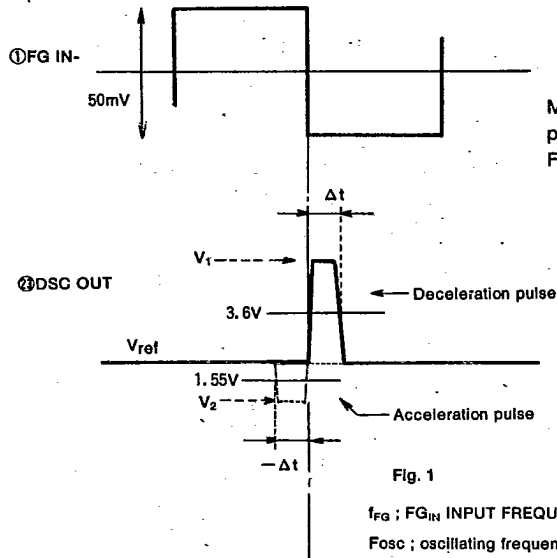 ①FG IN-
50mV
M
p
F
Δt
V₁
㉓DSC OUT
Deceleration pulse
3.6V
Vref
1.55V
V₂
Acceleration pulse
-Δt
Fig. 1
fFG ; FGIN INPUT FREQU
Fosc ; oscillating frequen